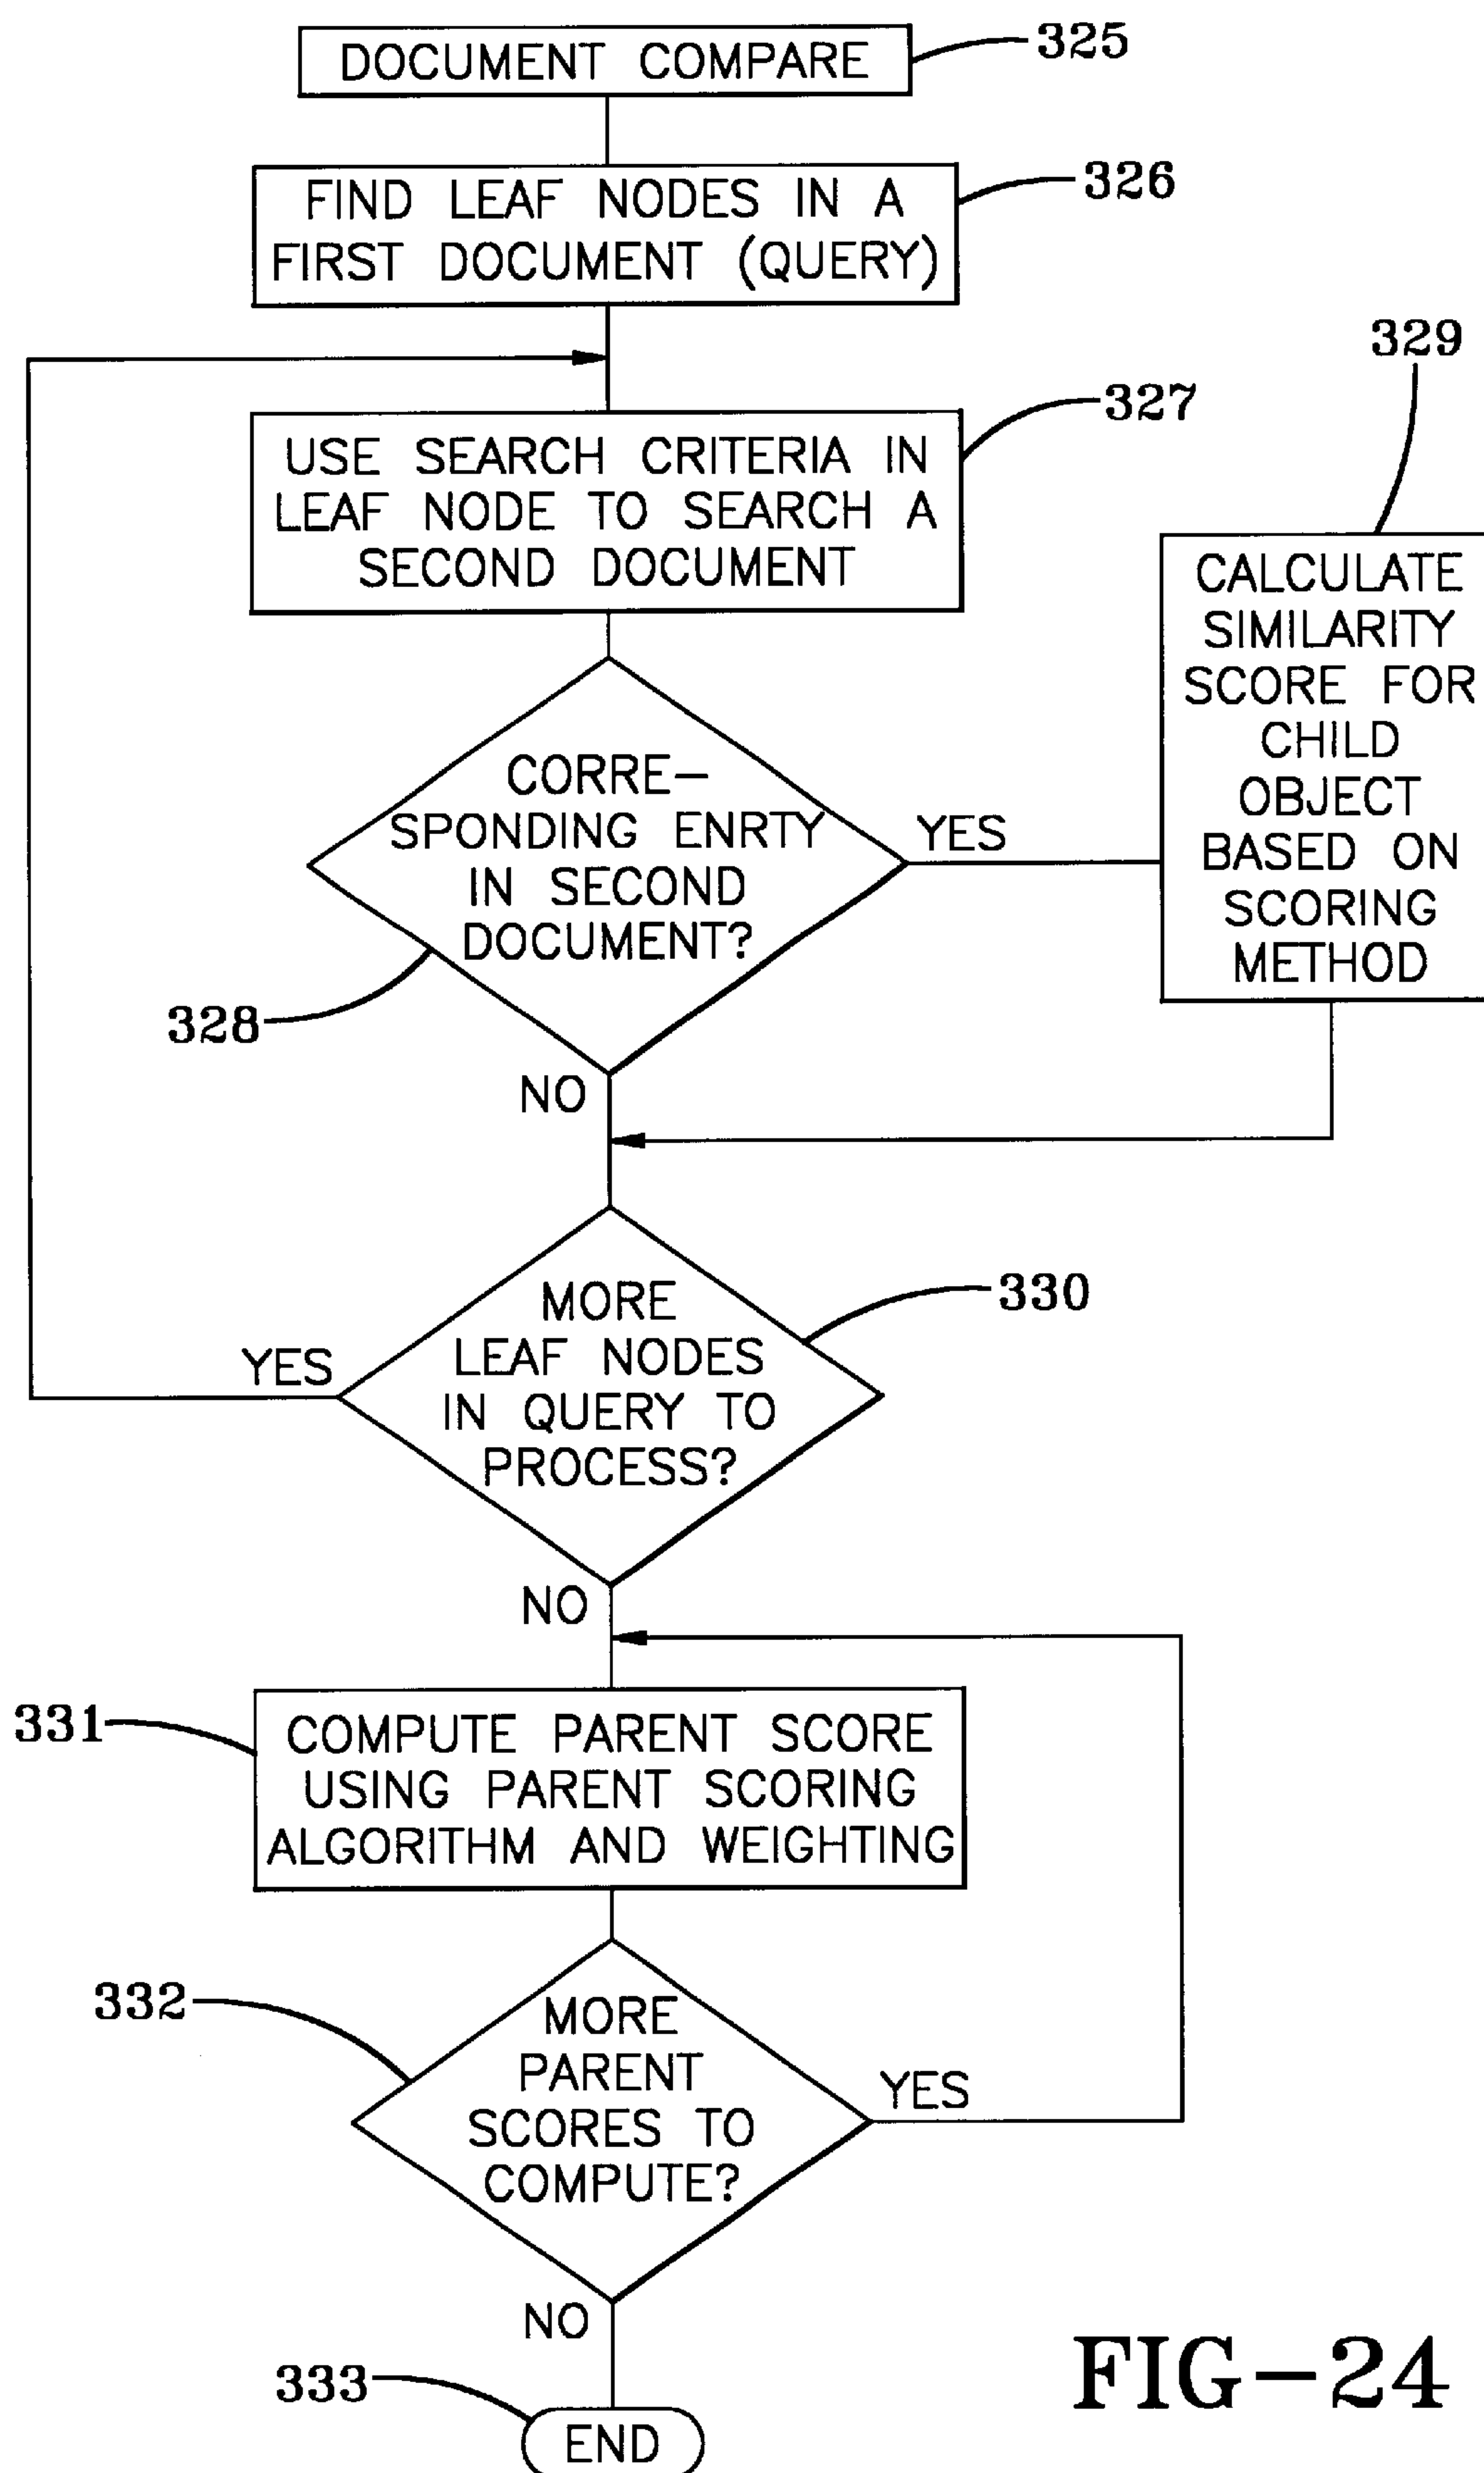 DOCUMENT COMPARE
325
FIND LEAF NODES IN A
FIRST DOCUMENT (QUERY)
326
USE SEARCH CRITERIA IN
LEAF NODE TO SEARCH A
SECOND DOCUMENT
327
329
CALCULATE
SIMILARITY
SCORE FOR
CHILD
OBJECT
BASED ON
SCORING
METHOD
CORRE-
SPONDING ENRTY
IN SECOND
DOCUMENT?
YES
328
NO
MORE
LEAF NODES
IN QUERY TO
PROCESS?
330
YES
NO
331
COMPUTE PARENT SCORE
USING PARENT SCORING
ALGORITHM AND WEIGHTING
332
MORE
PARENT
SCORES TO
COMPUTE?
YES
NO
333
END
FIG-24